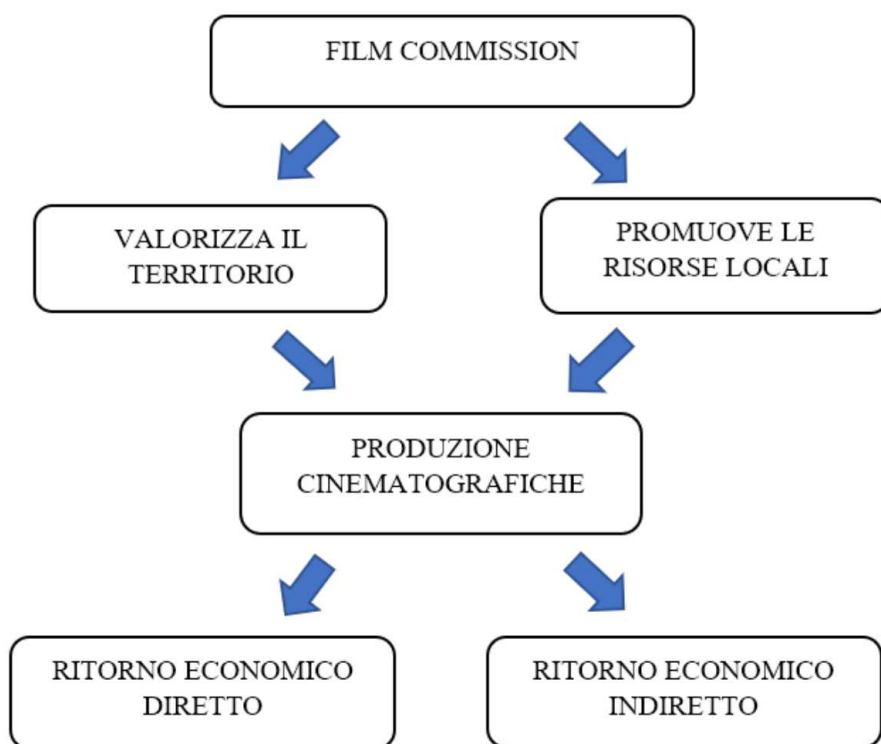 FILM COMMISSION
VALORIZZA IL
TERRITORIO
PROMUOVE LE
RISORSE LOCALI
PRODUZIONE
CINEMATOGRAFICHE
RITORNO ECONOMICO
DIRETTO
RITORNO ECONOMICO
INDIRETTO